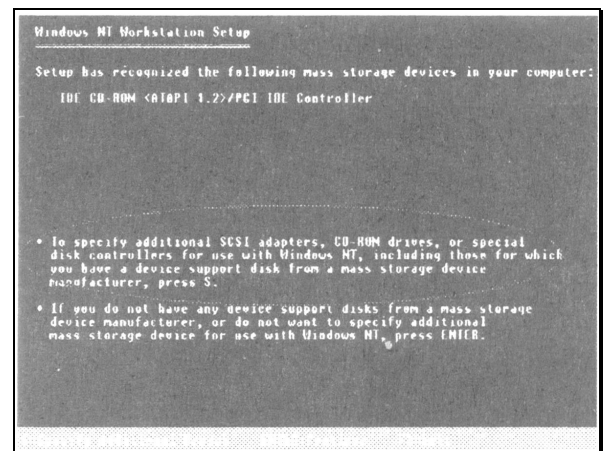 Windows NT Workstation Setup
Setup has recognized the following mass storage devices in your computer:
IDE CD-ROM <ATAPI 1.2>/PCI IDE Controller
• To specify additional SCSI adapters, CD-ROM drives, or special
disk controllers for use with Windows NT, including those for which
you have a device support disk from a mass storage device
manufacturer, press S.
• If you do not have any device support disks from a mass storage
device manufacturer, or do not want to specify additional
mass storage device for use with Windows NT, press ENTER.